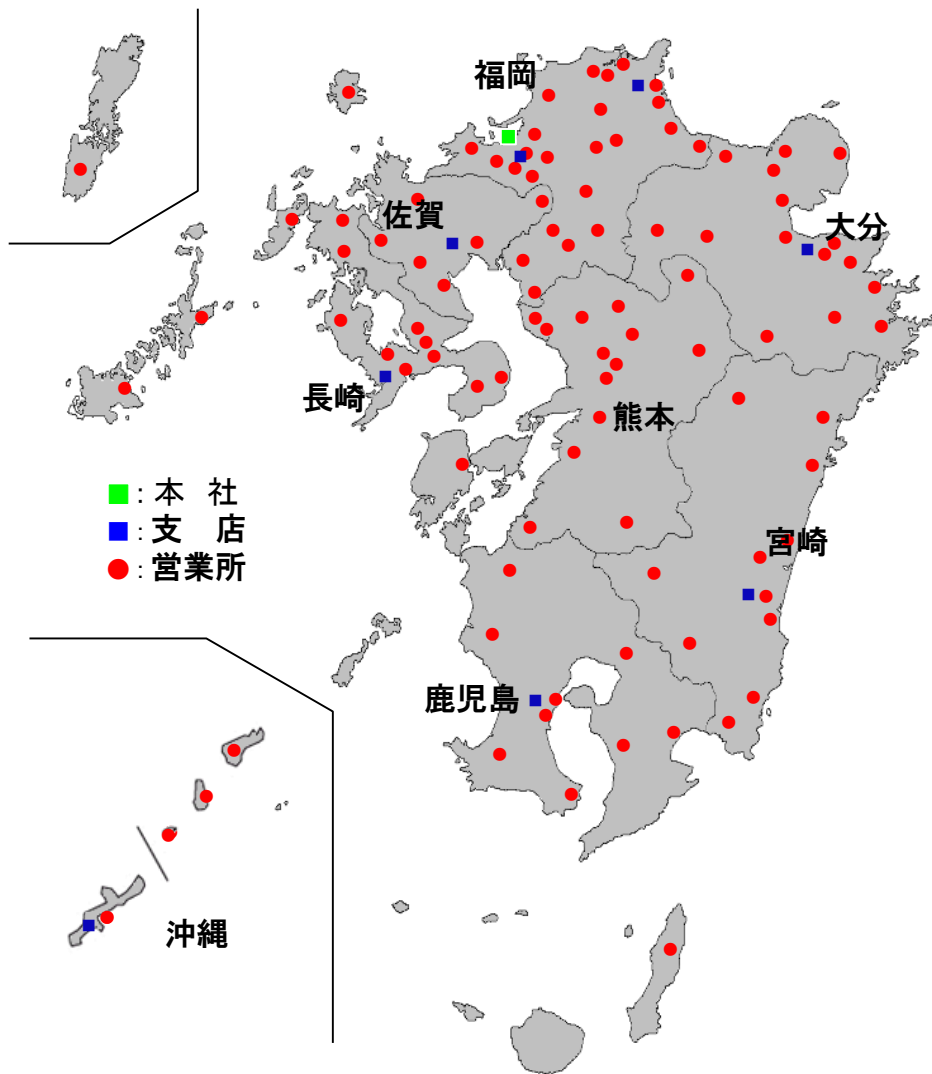 福岡
佐賀
大分
長崎
熊本
: 本　社
: 支　店
: 営業所
宮崎
鹿児島
沖縄